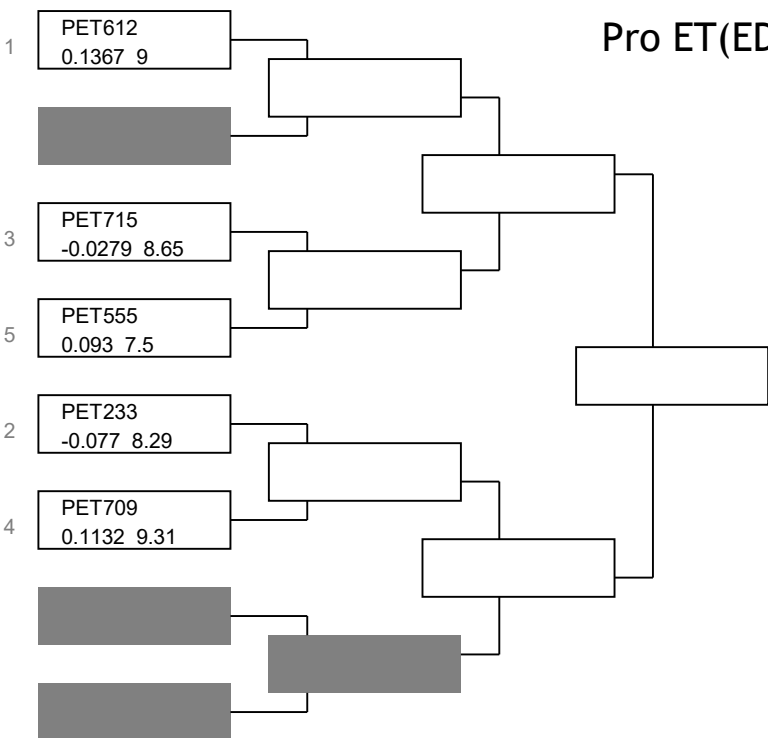 Pro ET(ED
1
PET612
0.1367 9
3
PET715
-0.0279 8.65
5
PET555
0.093 7.5
2
PET233
-0.077 8.29
4
PET709
0.1132 9.31